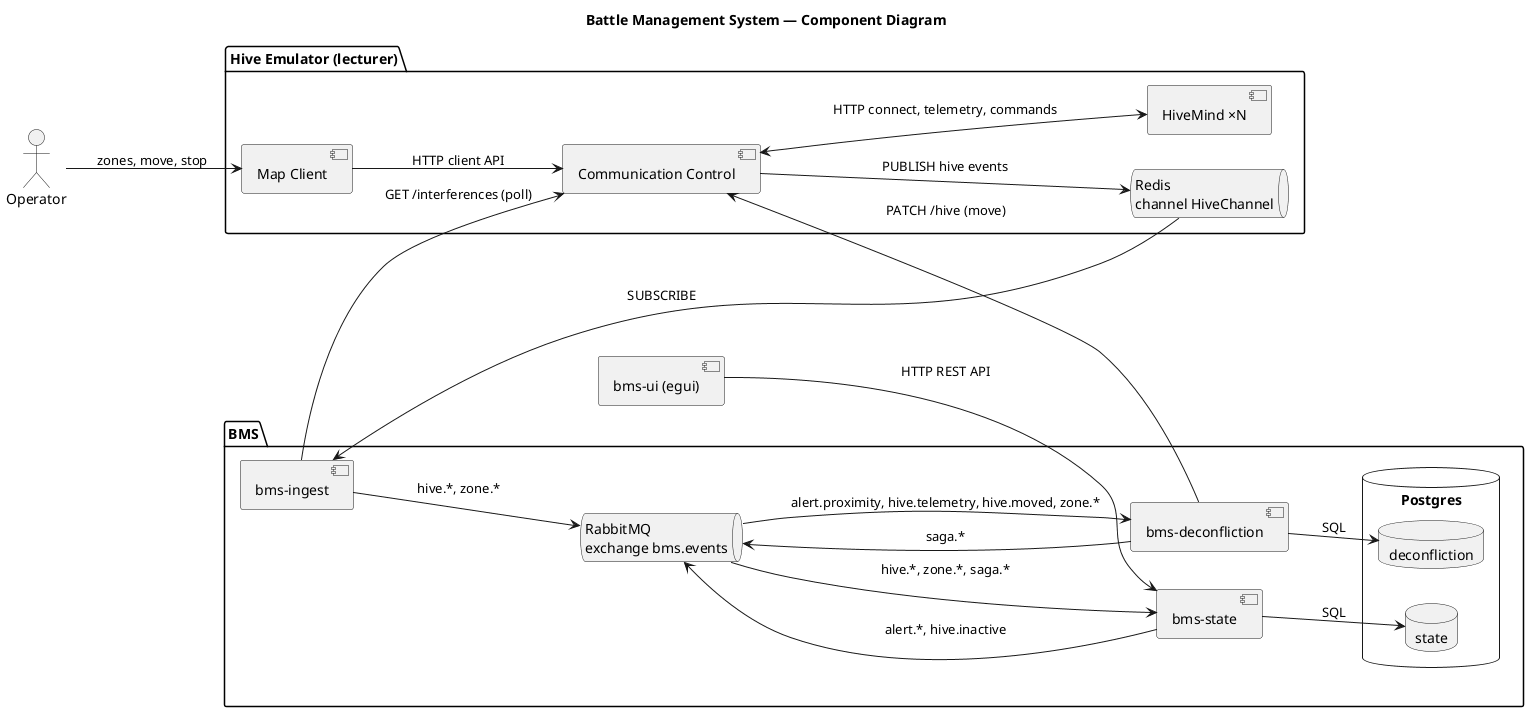 Battle Management System — Component Diagram
Hive Emulator (lecturer)
HTTP connect, telemetry, commands
HiveMind ×N
Operator
zones, move, stop
Map Client
HTTP client API
Communication Control
PUBLISH hive events
Redis
channel HiveChannel
GET /interferences (poll)
PATCH /hive (move)
SUBSCRIBE
bms-ui (egui)
HTTP REST API
BMS
bms-ingest
hive.*, zone.*
RabbitMQ
exchange bms.events
alert.proximity, hive.telemetry, hive.moved, zone.*
saga.*
hive.*, zone.*, saga.*
alert.*, hive.inactive
bms-deconfliction
bms-state
SQL
SQL
Postgres
deconfliction
state